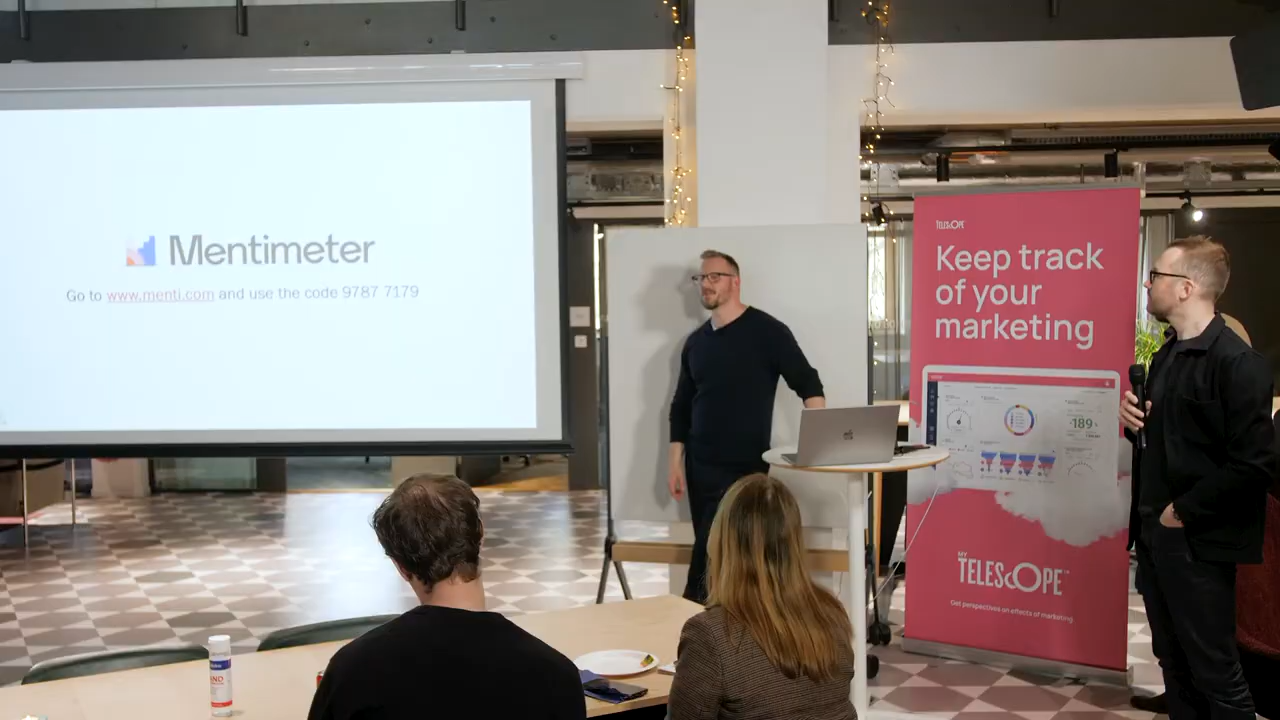 Mentimeter
Go to www.menti.com and use the code 9787 7179
TELESCOPE
Keep track
of your
marketing
-189
MY
TELESCOPE™
Get perspectives on effects of marketing